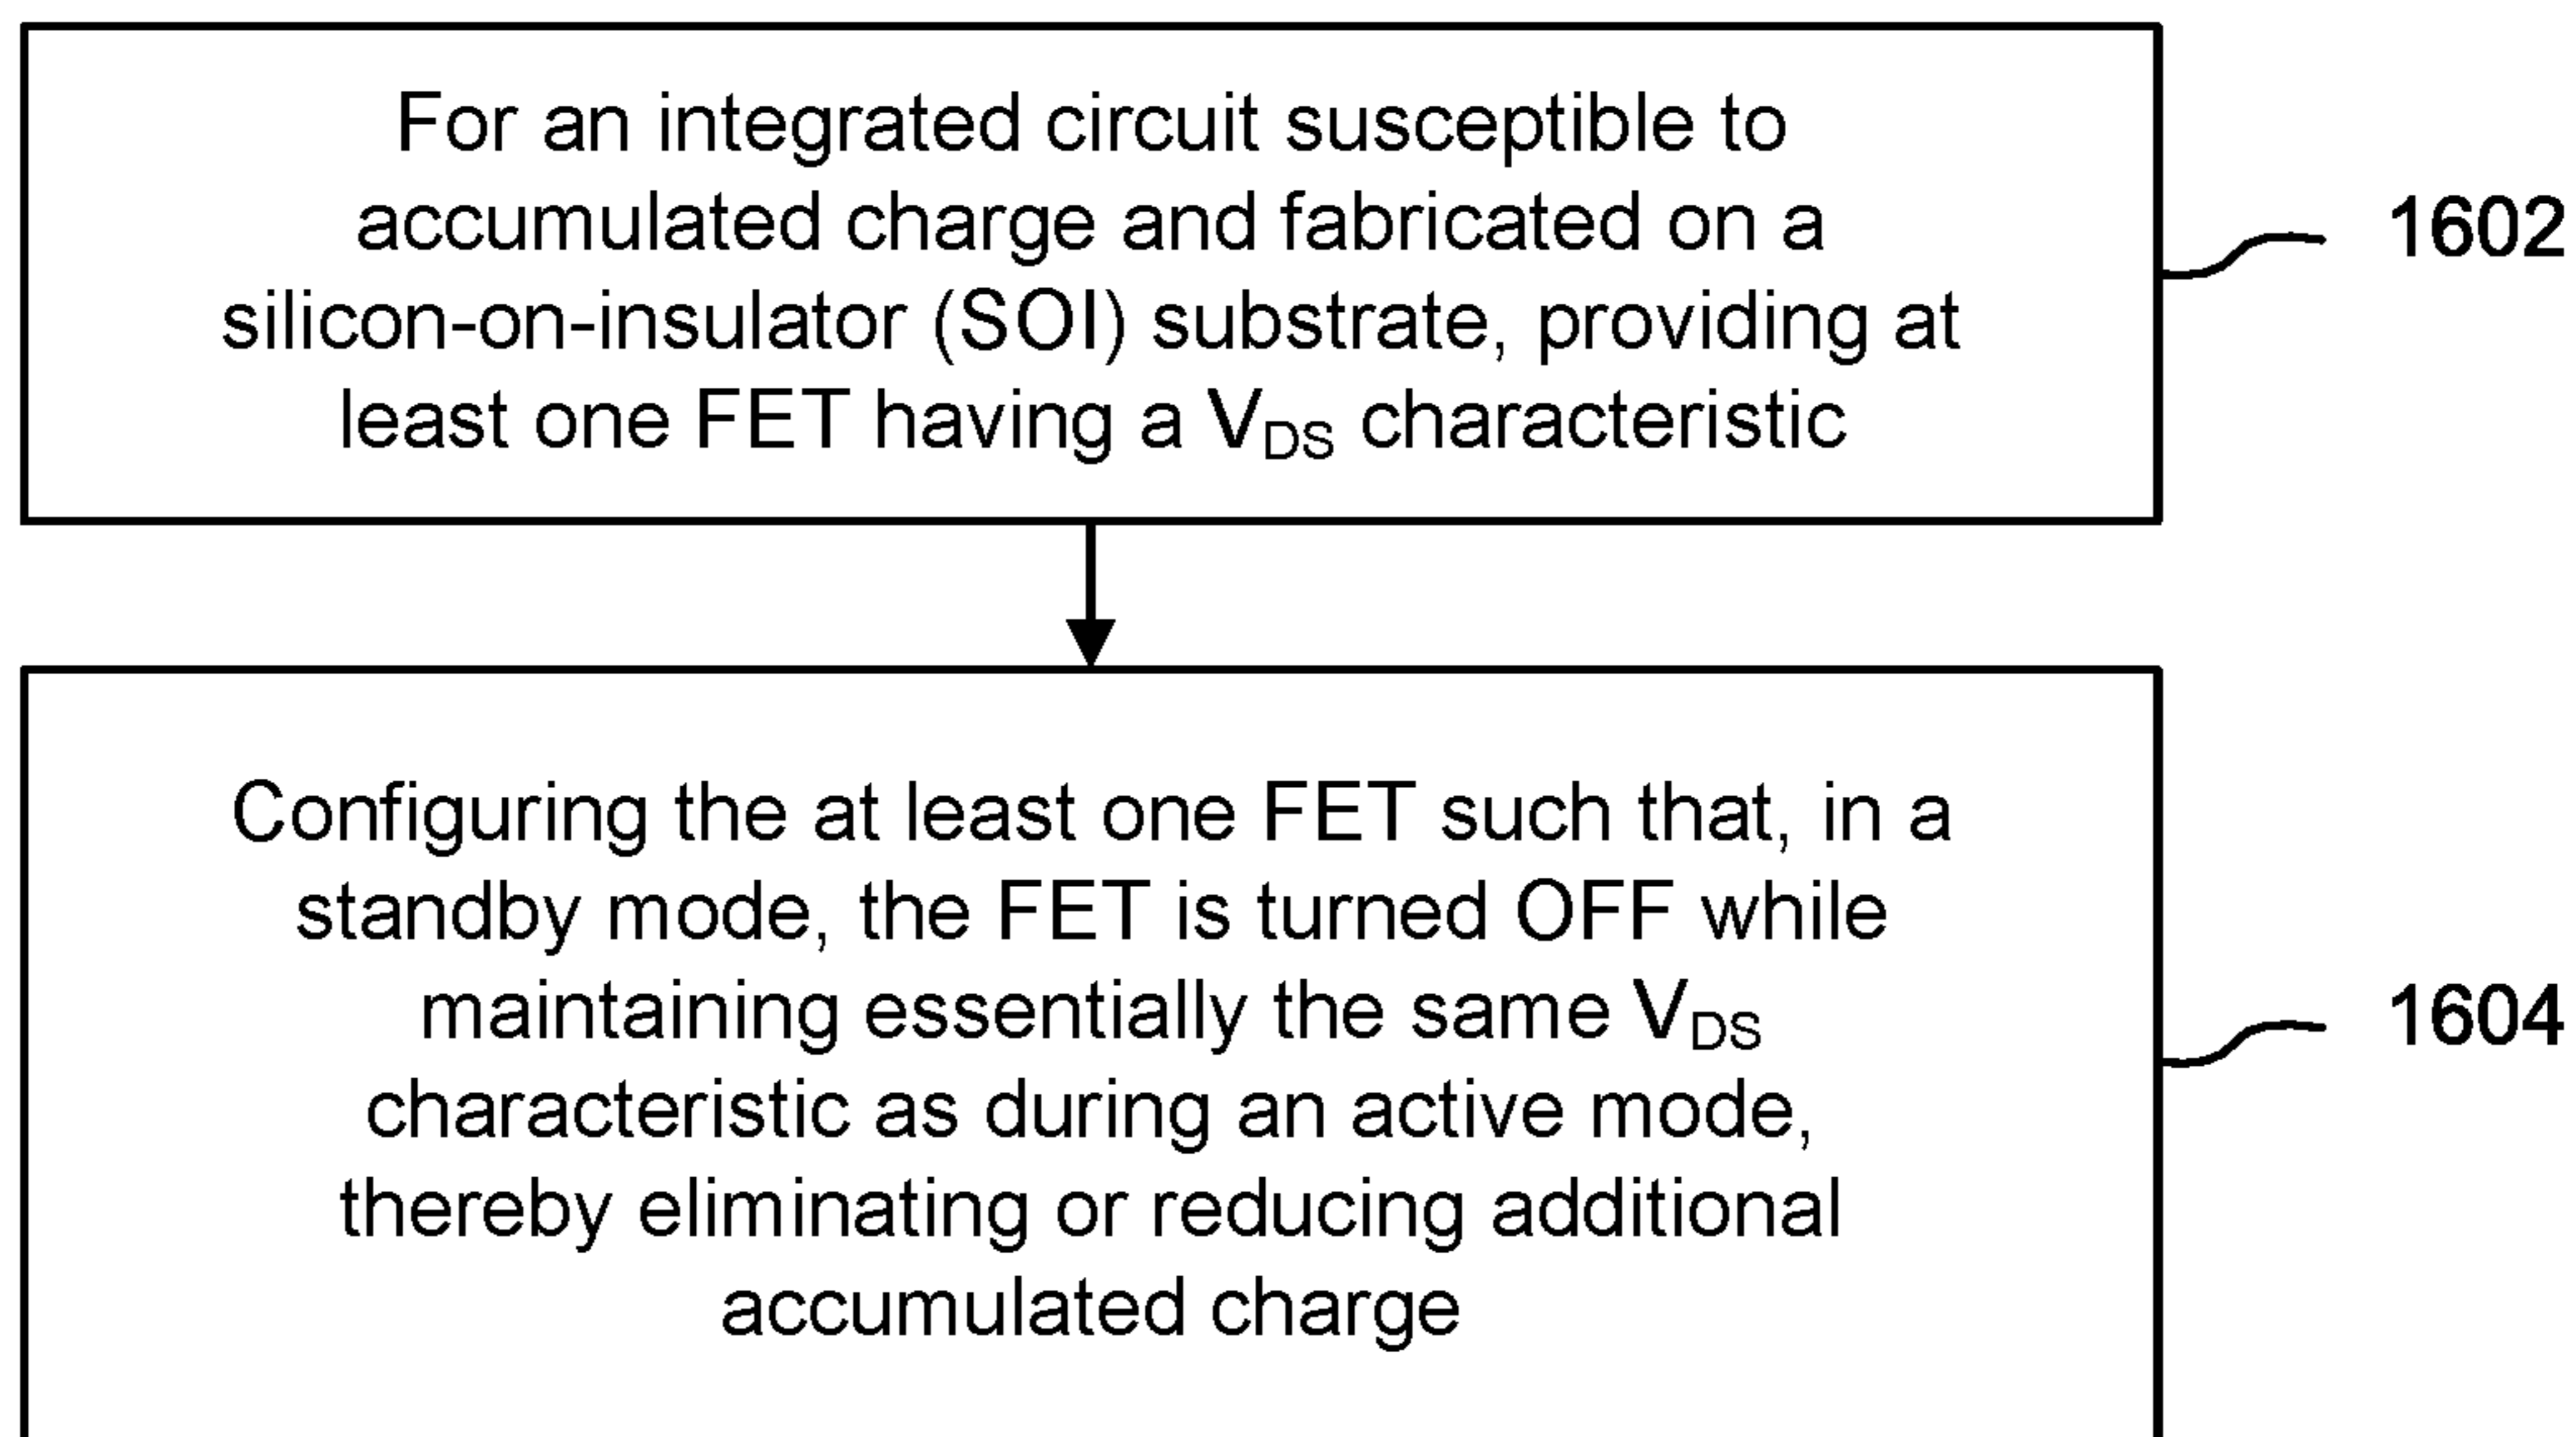 For an integrated circuit susceptible to
accumulated charge and fabricated on a
silicon-on-insulator (SOI) substrate, providing at
least one FET having a VDS characteristic
1602
Configuring the at least one FET such that, in a
standby mode, the FET is turned OFF while
maintaining essentially the same VDS
characteristic as during an active mode,
thereby eliminating or reducing additional
accumulated charge
1604